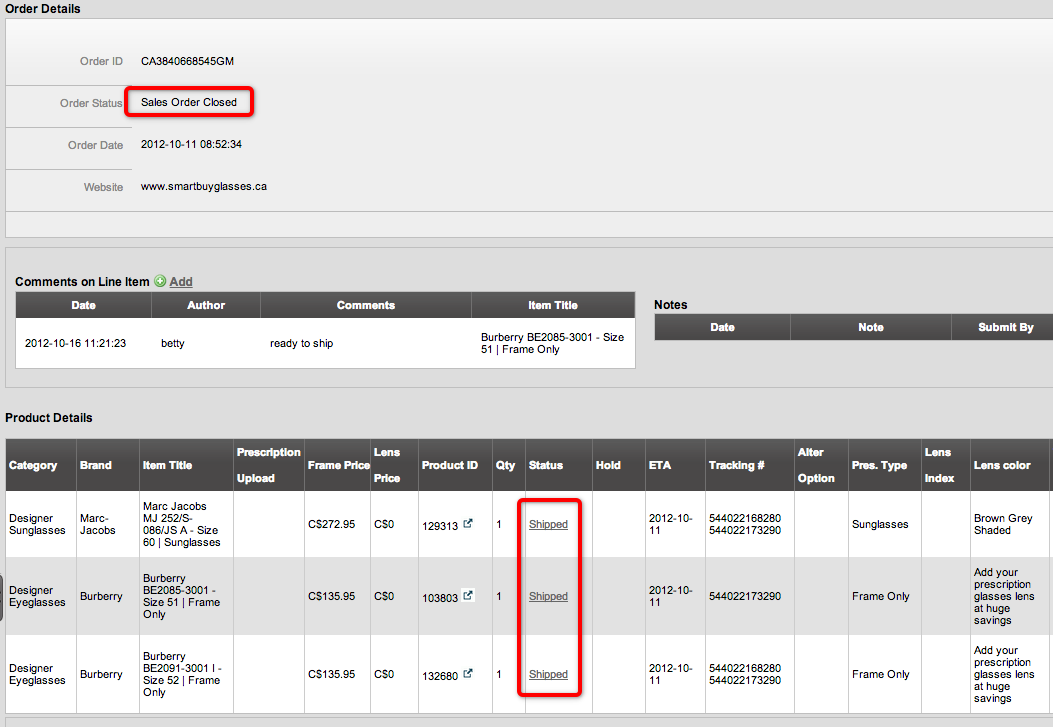 Order Details
Order ID CA3840668545GM
Order Status Sales Order Closed
Order Date 2012-10-11 08:52:34
Website www.smartbuyglasses.ca
Comments on Line Item Add
Date Author Comments Item Title
2012-10-16 11:21:23 betty ready to ship Burberry BE2085-3001 - Size
51 | Frame Only
Notes
Date Note Submit By
Product Details
Category Brand Item Title Prescription Upload Frame Price Lens Price Product ID Qty Status Hold ETA Tracking # Alter Option Pres. Type Lens Index Lens color
Designer
Sunglasses
Marc-
Jacobs
Marc Jacobs
MJ 252/S-
086/JS A - Size
60 | Sunglasses
C$272.95 C$0 129313 1 Shipped
2012-10-
11
544022168280
544022173290
Sunglasses
Brown Grey
Shaded
Designer
Eyeglasses
Burberry
Burberry
BE2085-3001 -
Size 51 | Frame
Only
C$135.95 C$0 103803 1 Shipped
2012-10-
11
544022173290
Frame Only
Add your
prescription
glasses lens
at huge
savings
Designer
Eyeglasses
Burberry
Burberry
BE2091-3001 I -
Size 52 | Frame
Only
C$135.95 C$0 132680 1 Shipped
2012-10-
11
544022168280
544022173290
Frame Only
Add your
prescription
glasses lens
at huge
savings